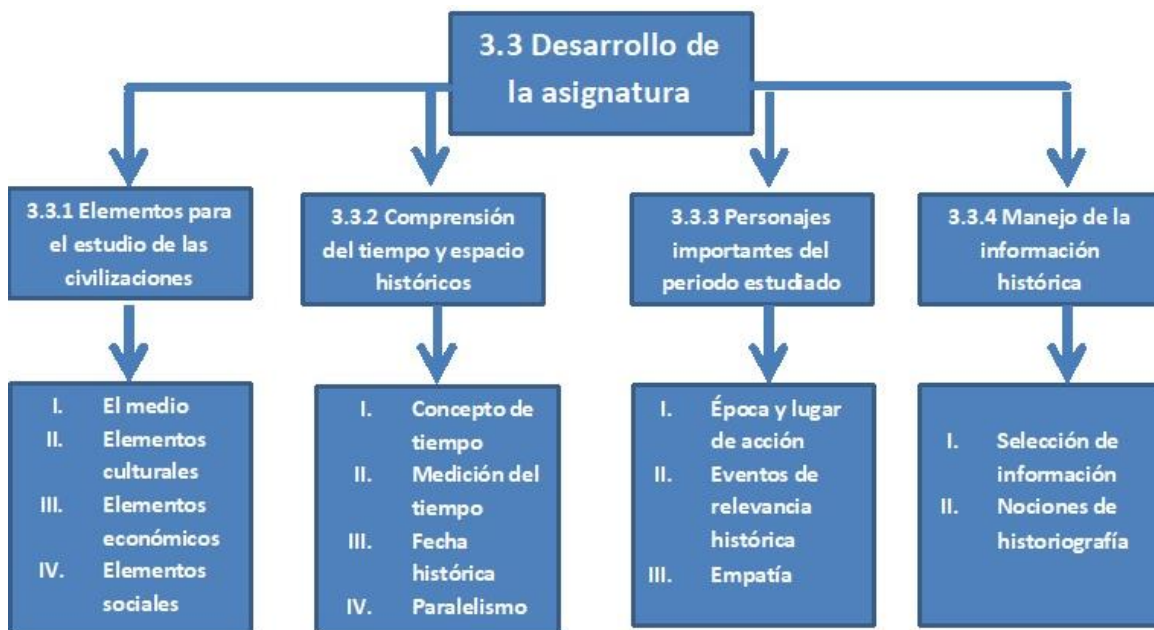 3.3 Desarrollo de
la asignatura
3.3.1 Elementos para
el estudio de las
civilizaciones
3.3.2 Comprensión
del tiempo y espacio
históricos
3.3.3 Personajes
importantes del
periodo estudiado
3.3.4 Manejo de la
información
histórica
I. El medio
II. Elementos
culturales
III. Elementos
económicos
IV. Elementos
sociales
I. Concepto de
tiempo
II. Medición del
tiempo
III. Fecha
histórica
IV. Paralelismo
I. Época y lugar
de acción
II. Eventos de
relevancia
histórica
III. Empatía
I. Selección de
información
II. Nociones de
historiografía